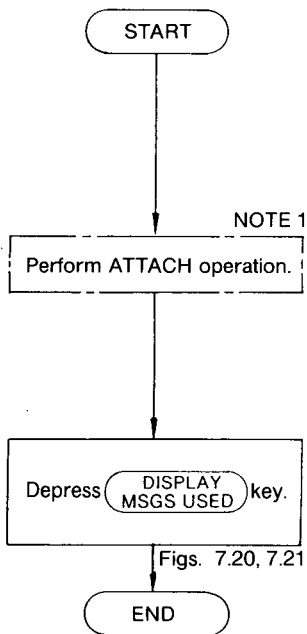 START
NOTE 1
Perform ATTACH operation.
Depress DISPLAY MSGS USED key.
Figs. 7.20, 7.21
END